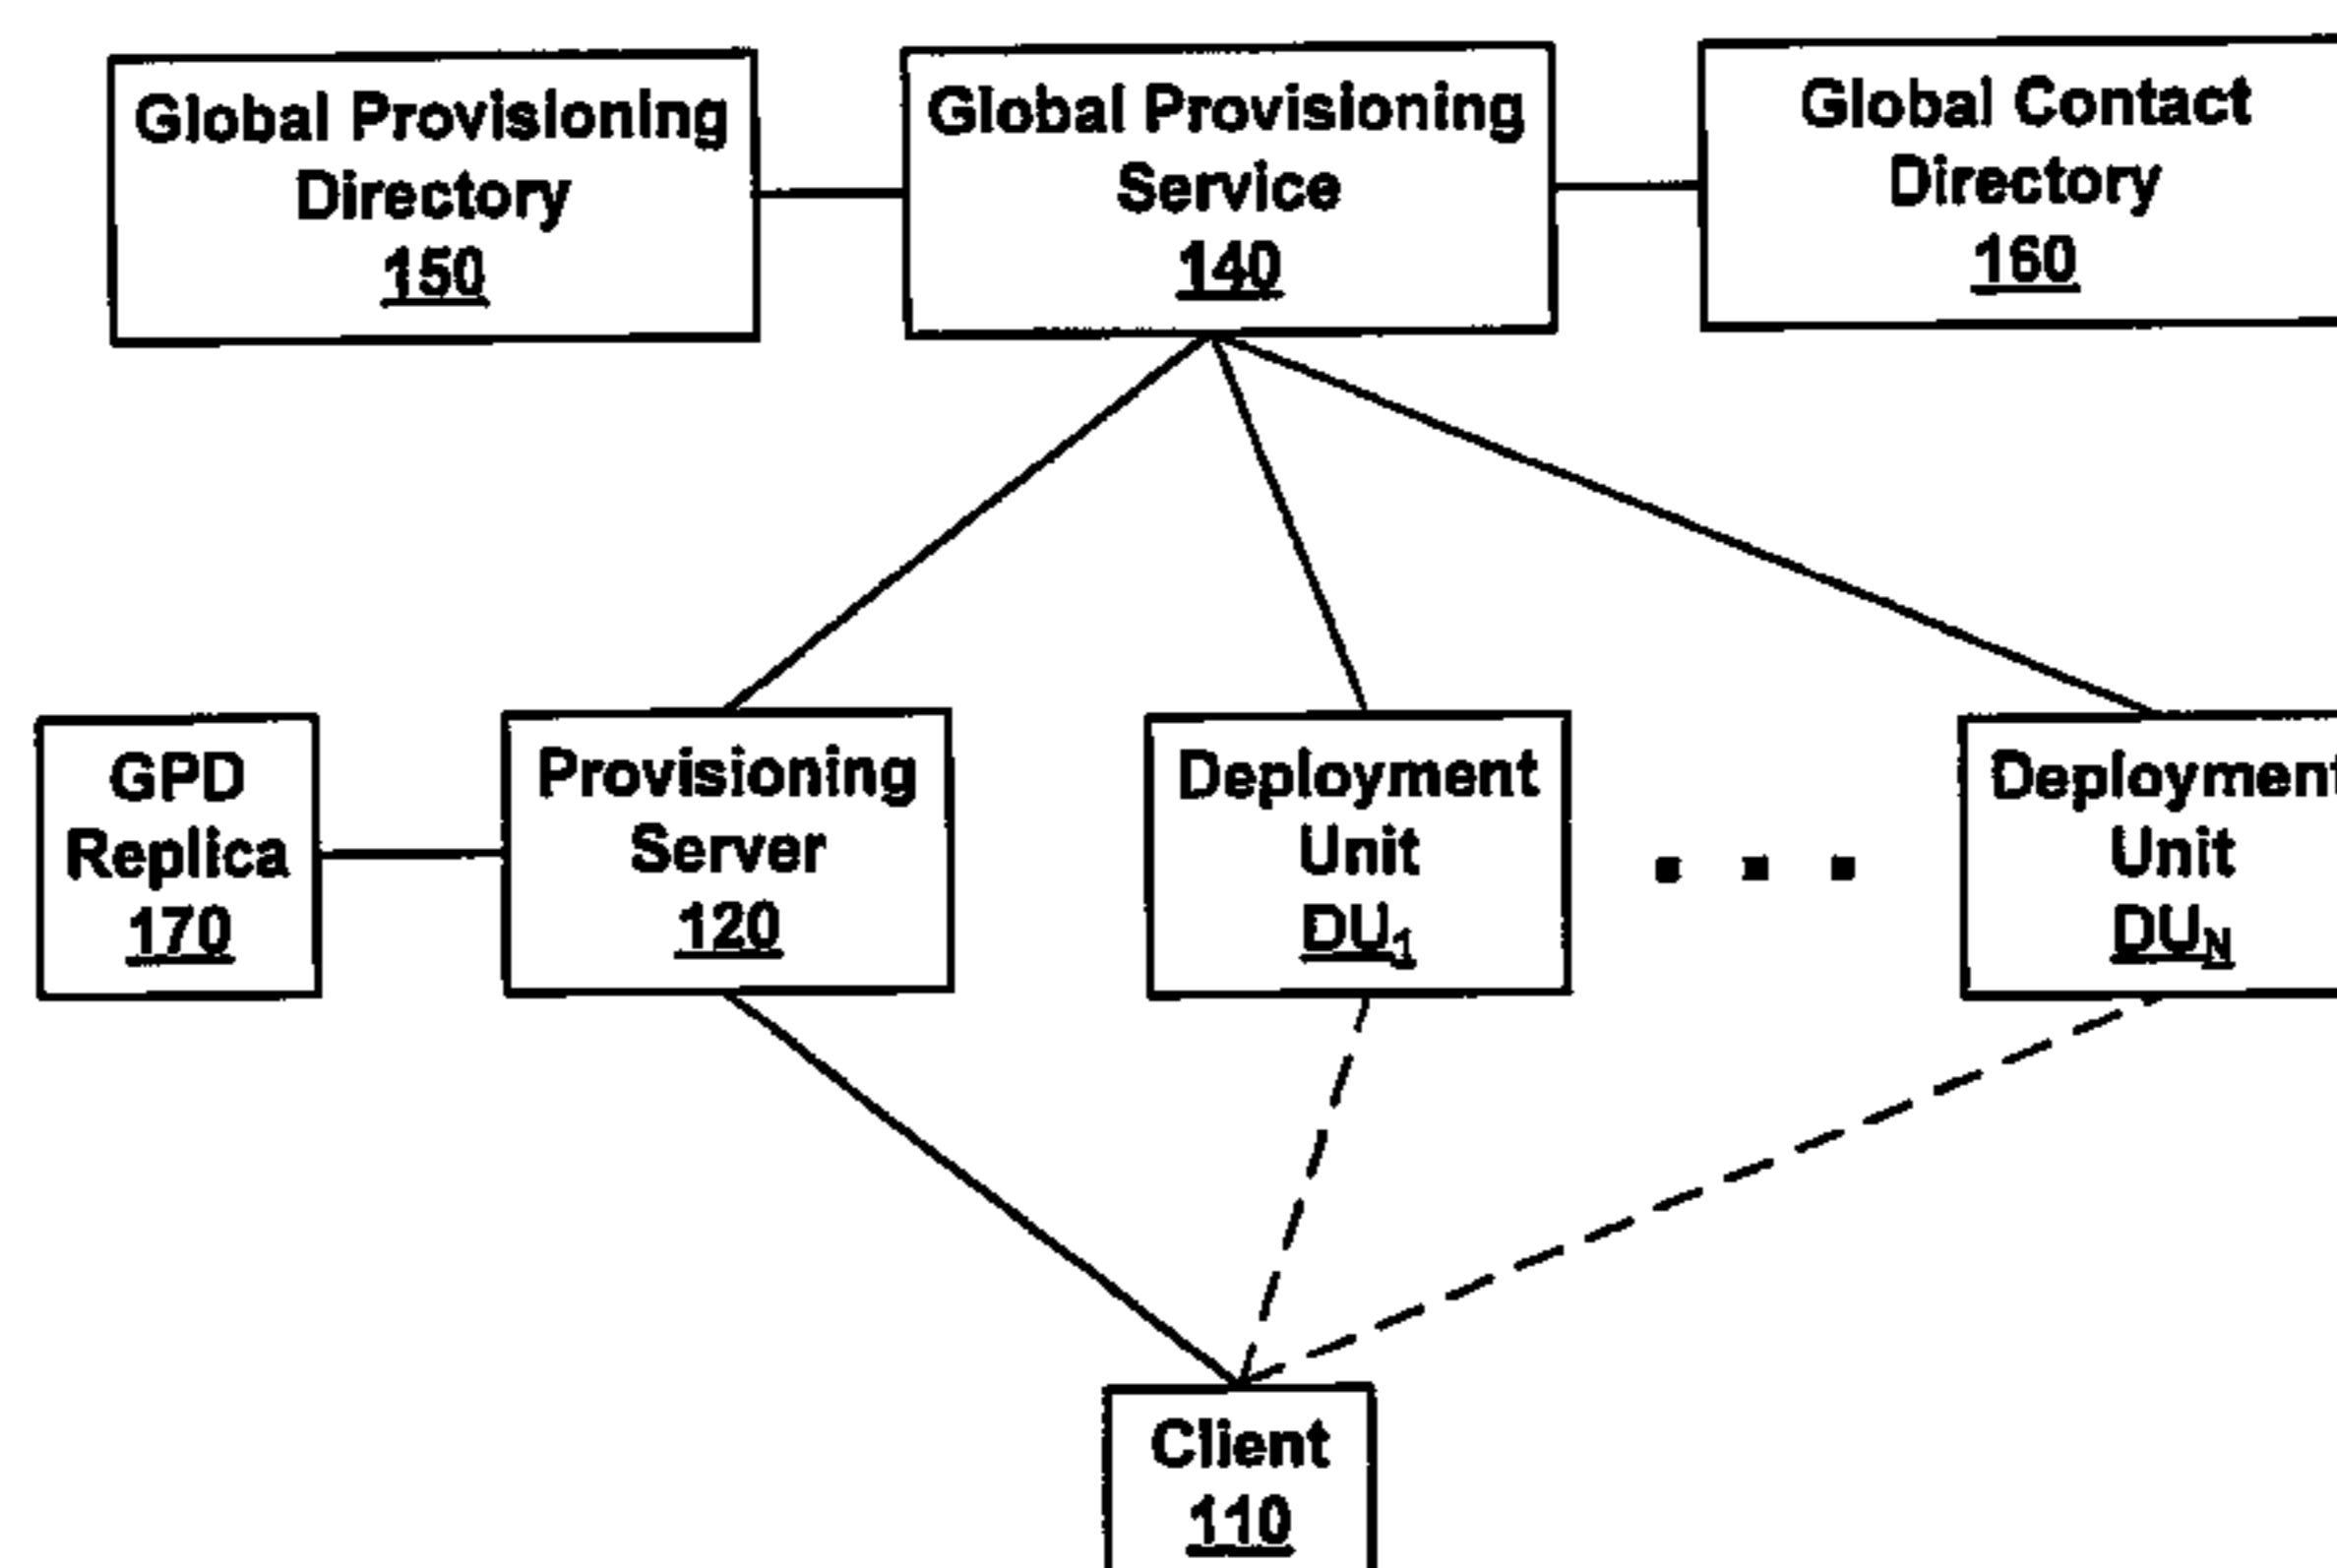 Global Provisioning
Directory
150
Global Provisioning
Service
140
Global Contact
Directory
160
GPD
Replica
170
Provisioning
Server
120
Deployment
Unit
DU₁
Deployment
Unit
DU_N
Client
110